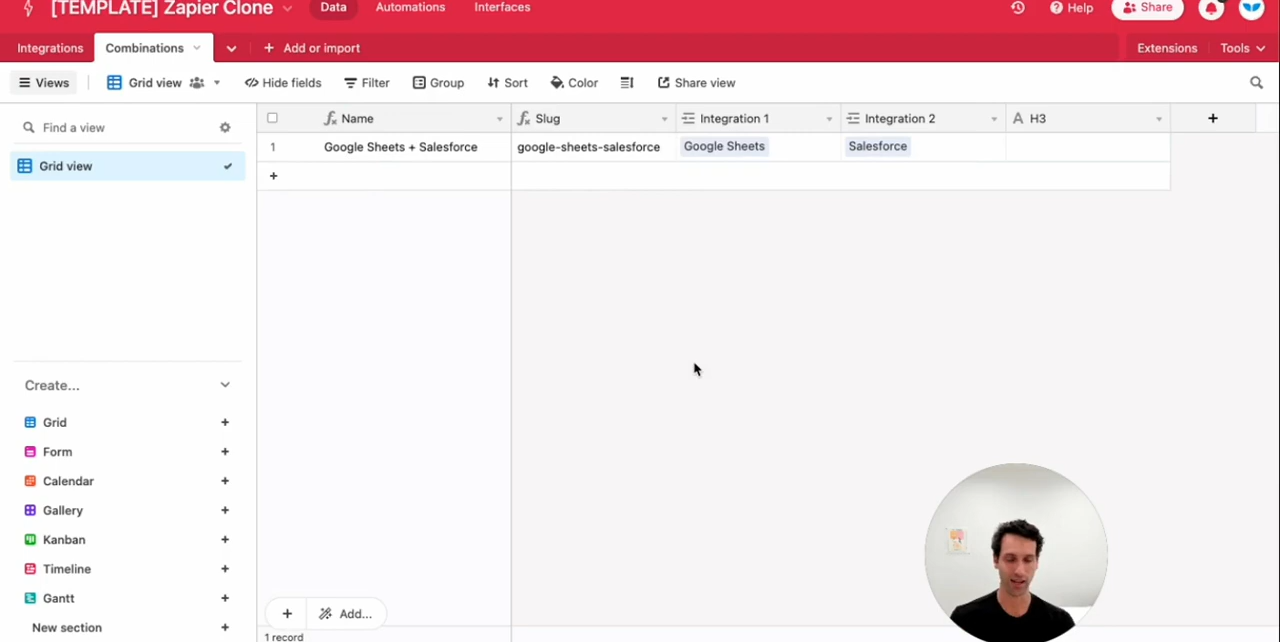 [TEMPLATE] Zapier Clone
Data
Automations
Interfaces
Help
Share
Integrations
Combinations
Add or import
Extensions
Tools
Views
Grid view
Hide fields
Filter
Group
Sort
Color
Share view
Find a view
Name
Slug
Integration 1
Integration 2
H3
1
Google Sheets + Salesforce
google-sheets-salesforce
Google Sheets
Salesforce
Grid view
Create...
Grid
Form
Calendar
Gallery
Kanban
Timeline
Gantt
New section
Add...
1 record